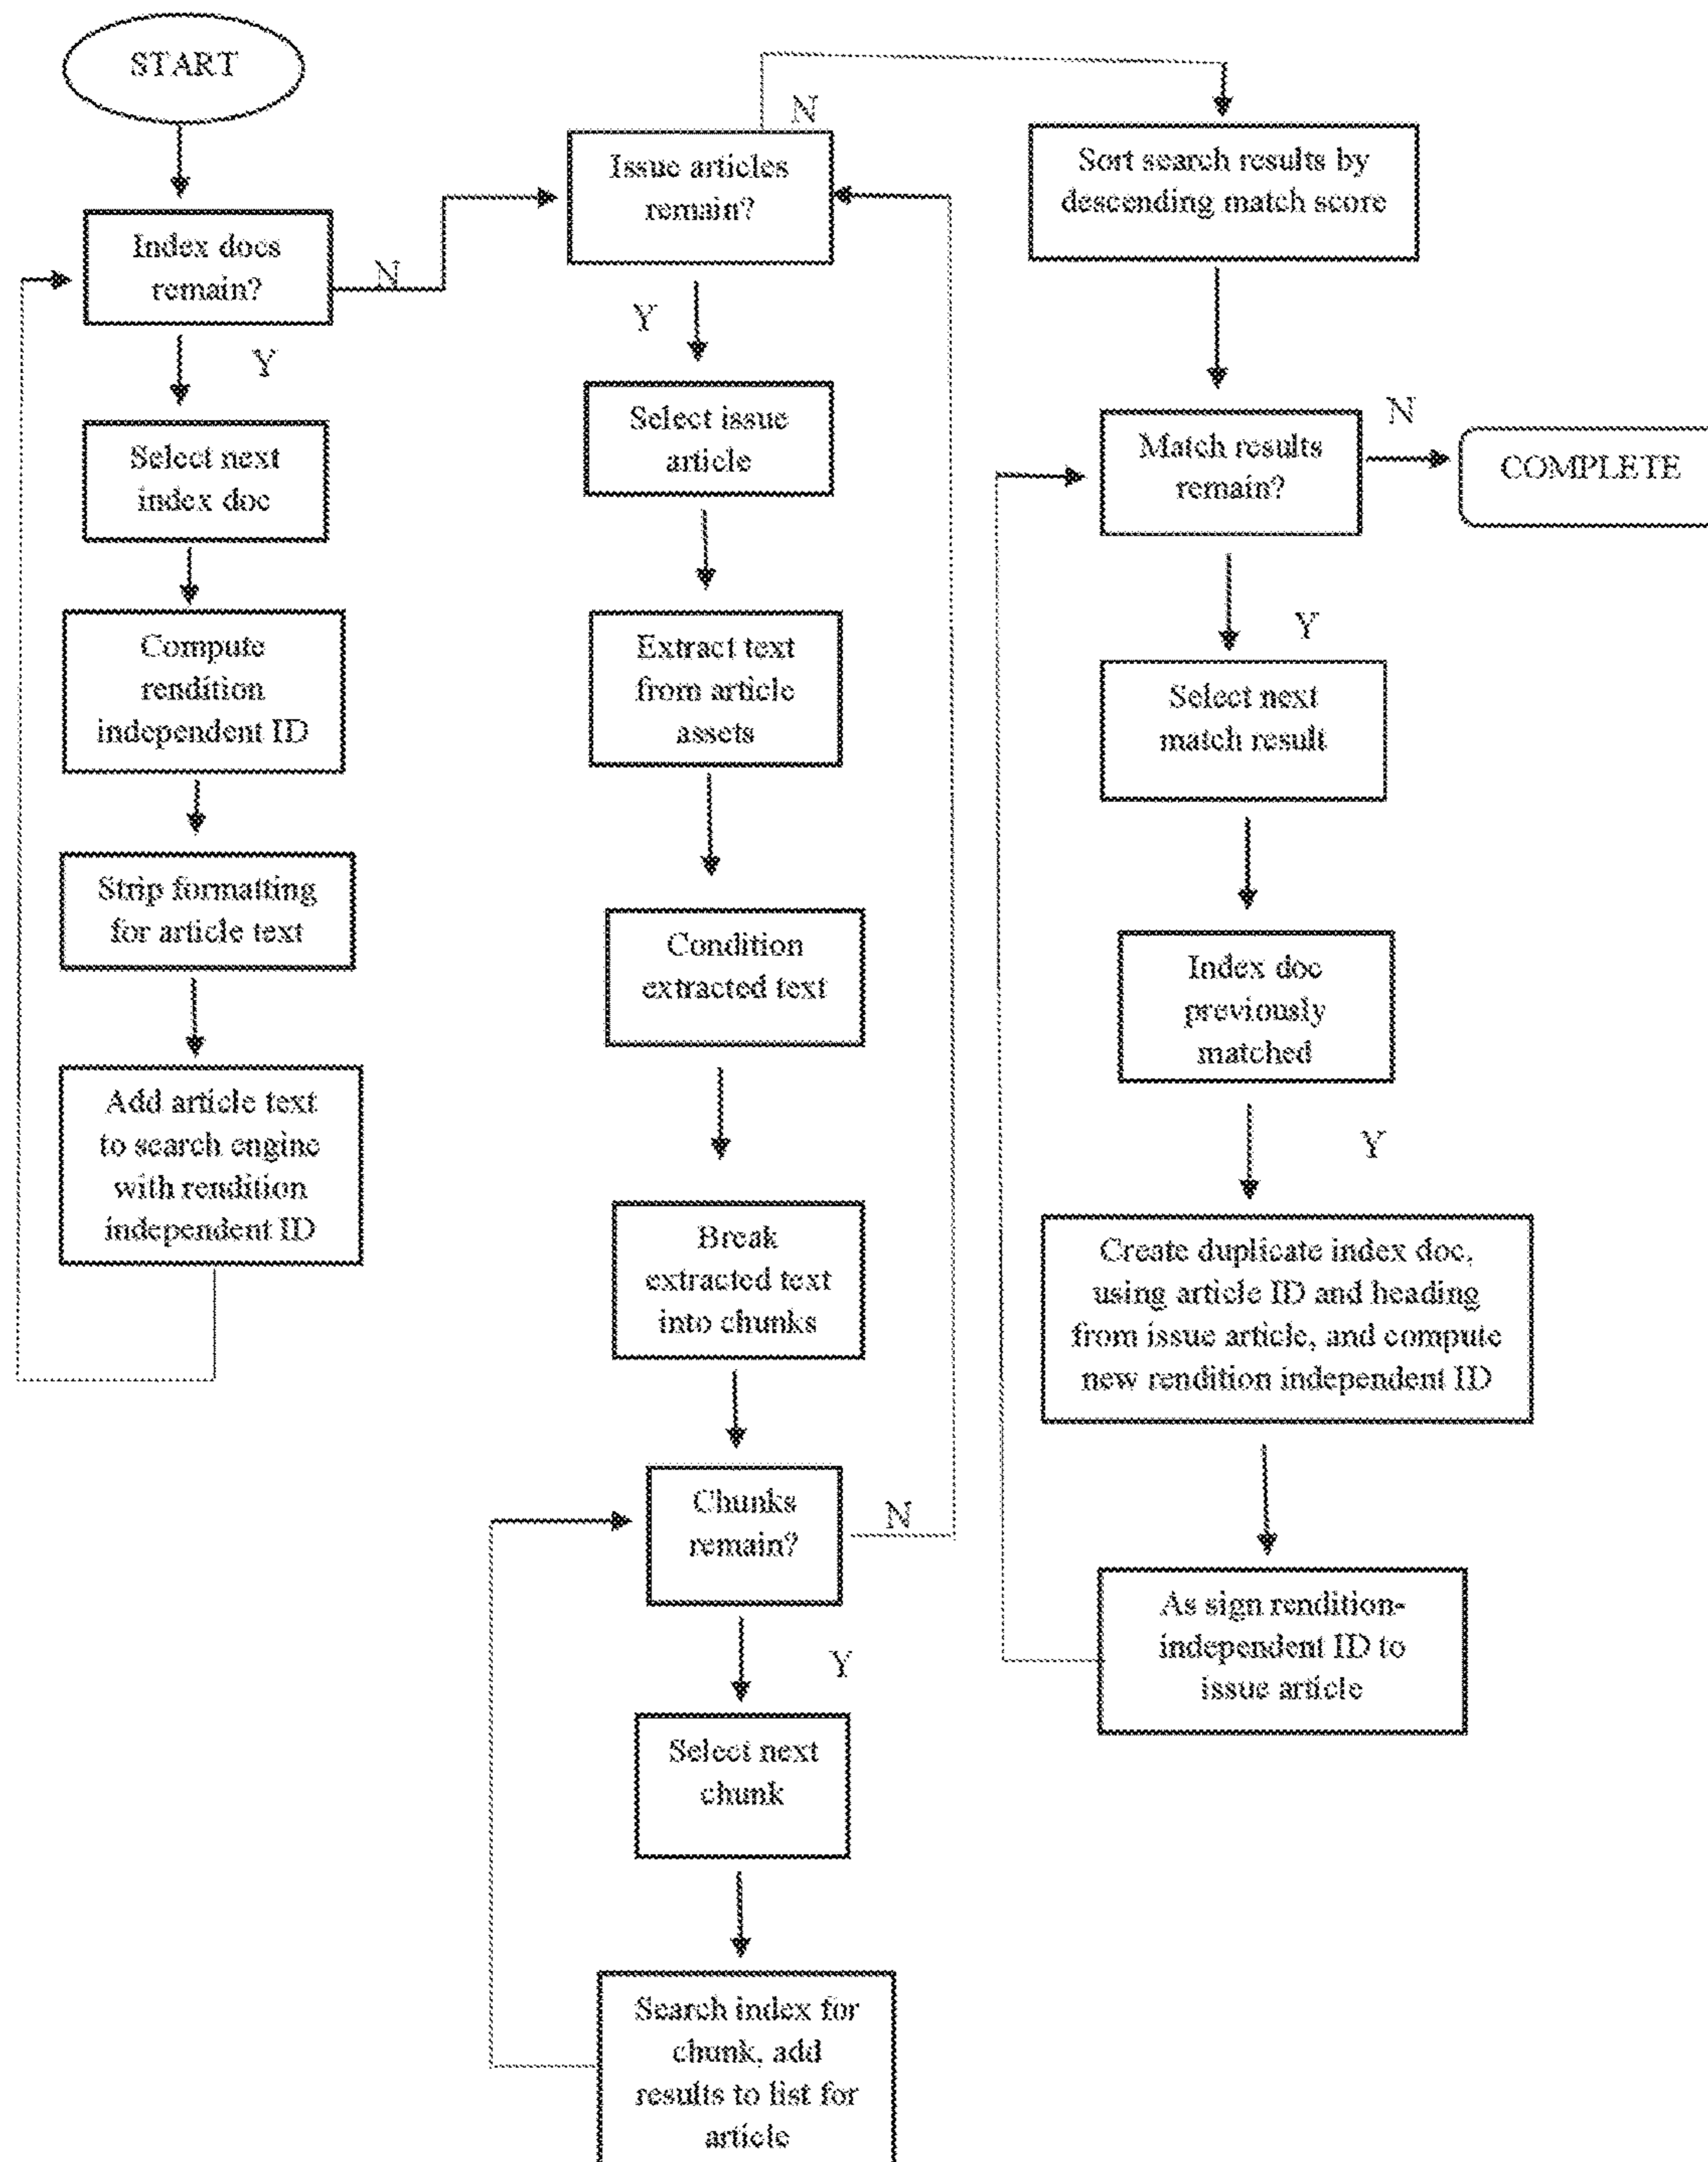 START
Index docs
remain?
N
Y
Select next
index doc
Compute
rendition
independent ID
Strip formatting
for article text
Add article text
to search engine
with rendition
independent ID
N
Issue articles
remain?
Y
Select issue
article
Extract text
from article
assets
Condition
extracted text
Break
extracted text
into chunks
Chunks
remain?
N
Y
Select next
chunk
Search index for
chunk, add
results to list for
article
Sort search results by
descending match score
Match results
remain?
N
COMPLETE
Y
Select next
match result
Index doc
previously
matched
Y
Create duplicate index doc,
using article ID and heading
from issue article, and compute
new rendition independent ID
As sign rendition-
independent ID to
issue article